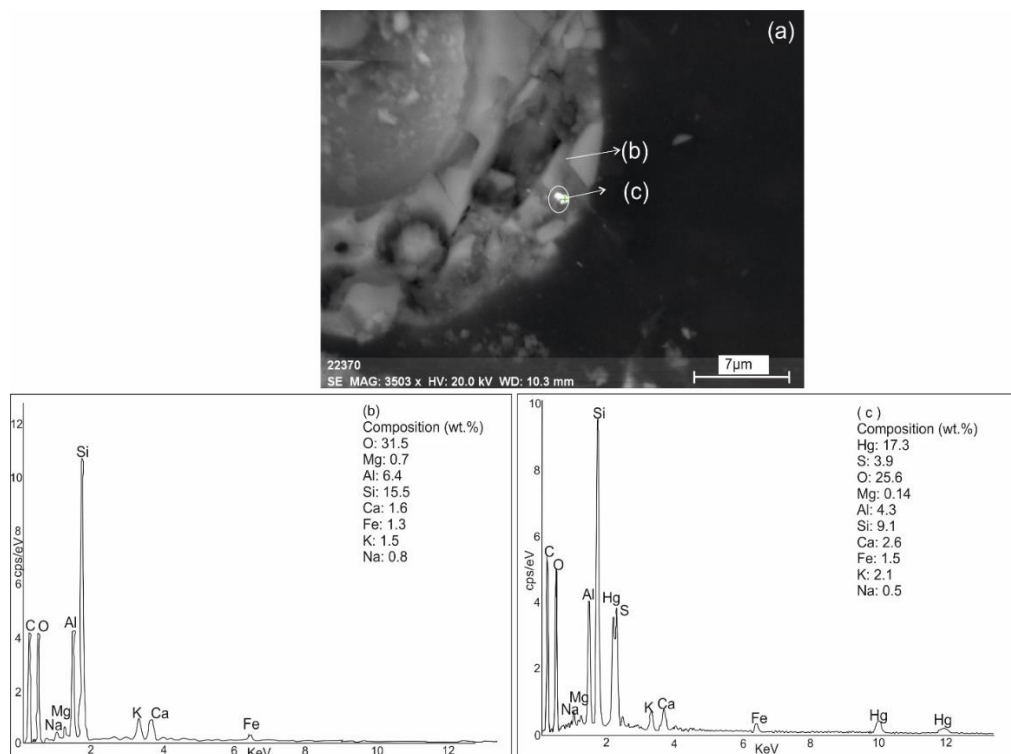 (a)
(b)
(c)
22370
SE MAG: 3503 x HV: 20.0 kV WD: 10.3 mm
7µm
(b)
Composition (wt.%)
O: 31.5
Mg: 0.7
Al: 6.4
Si: 15.5
Ca: 1.6
Fe: 1.3
K: 1.5
Na: 0.8
12
10
8
6
4
2
0
cps/eV
C
O
Na
Mg
Al
Si
K
Ca
Fe
2
4
6
8
10
12
KeV
( c )
Composition (wt.%)
Hg: 17.3
S: 3.9
O: 25.6
Mg: 0.14
Al: 4.3
Si: 9.1
Ca: 2.6
Fe: 1.5
K: 2.1
Na: 0.5
10
8
6
4
2
0
cps/eV
C
O
Na
Mg
Al
Si
Hg
S
K
Ca
Fe
Hg
Hg
2
4
6
8
10
12
KeV